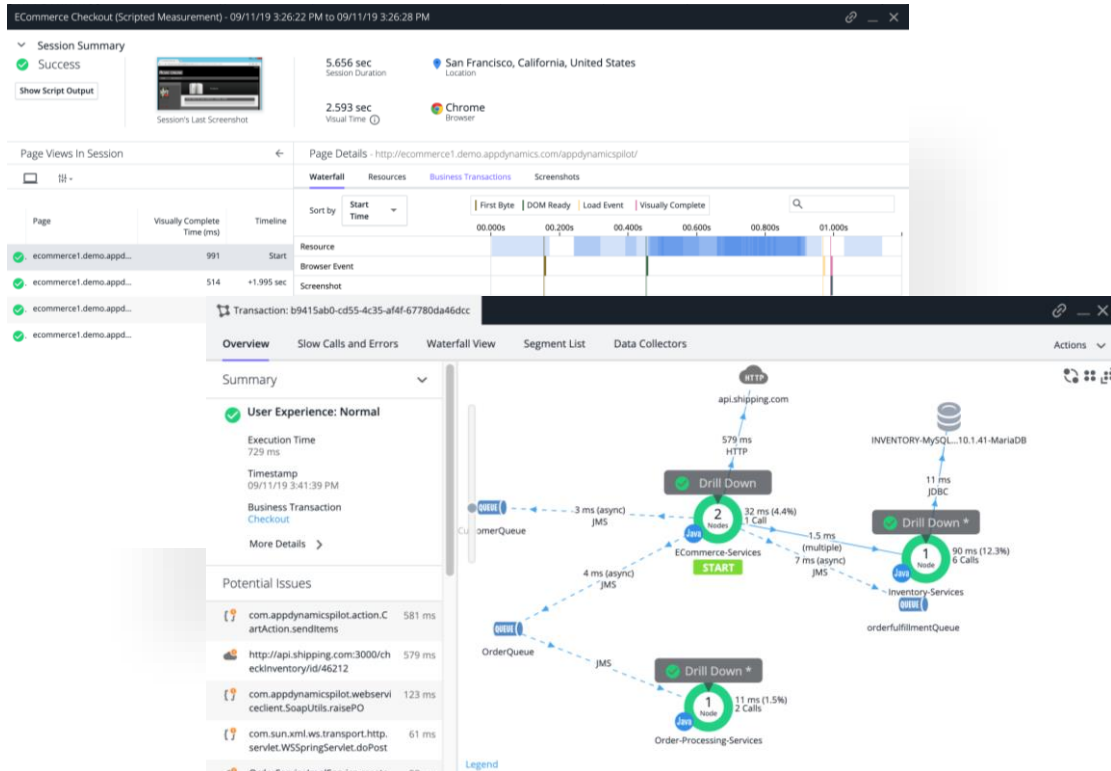 ECommerce Checkout (Scripted Measurement) - 09/11/19 3:26:22 PM to 09/11/19 3:26:28 PM
Session Summary
Success
Show Script Output
Session's Last Screenshot
5.656 sec
Session Duration
2.593 sec
Visual Time
San Francisco, California, United States
Location
Chrome
Browser
Page Views In Session
Page
Visually Complete
Time (ms)
Timeline
ecommerce1.demo.appd...
991
Start
ecommerce1.demo.appd...
514
+1.995 sec
ecommerce1.demo.appd...
ecommerce1.demo.appd...
Page Details - http://ecommerce1.demo.appdynamics.com/appdynamicspilot/
Waterfall
Resources
Business Transactions
Screenshots
Sort by
Start
Time
First Byte
DOM Ready
Load Event
Visually Complete
00.000s
00.200s
00.400s
00.600s
00.800s
01.000s
Resource
Browser Event
Screenshot
Transaction: b9415ab0-cd55-4c35-af4f-67780da46dcc
Overview
Slow Calls and Errors
Waterfall View
Segment List
Data Collectors
Actions
Summary
User Experience: Normal
Execution Time
729 ms
Timestamp
09/11/19 3:41:39 PM
Business Transaction
Checkout
More Details
Potential Issues
com.appdynamicspilot.action.C
artAction.sendItems
581 ms
http://api.shipping.com:3000/ch
eckInventory/id/46212
579 ms
com.appdynamicspilot.webservi
ceclient.SoapUtils.raisePO
123 ms
com.sun.xml.ws.transport.http.
servlet.WSSpringServlet.doPost
61 ms
HTTP
api.shipping.com
579 ms
HTTP
INVENTORY-MySQL...10.1.41-MariaDB
11 ms
JDBC
Drill Down
2
Nodes
Java
32 ms (4.4%)
1 Call
ECommerce-Services
START
QUEUE
CustomerQueue
3 ms (async)
JMS
1.5 ms
(multiple)
7 ms (async)
JMS
Drill Down *
1
Node
Java
90 ms (12.3%)
6 Calls
Inventory-Services
QUEUE
orderfulfillmentQueue
4 ms (async)
JMS
QUEUE
OrderQueue
JMS
Drill Down *
1
Node
Java
11 ms (1.5%)
2 Calls
Order-Processing-Services
Legend